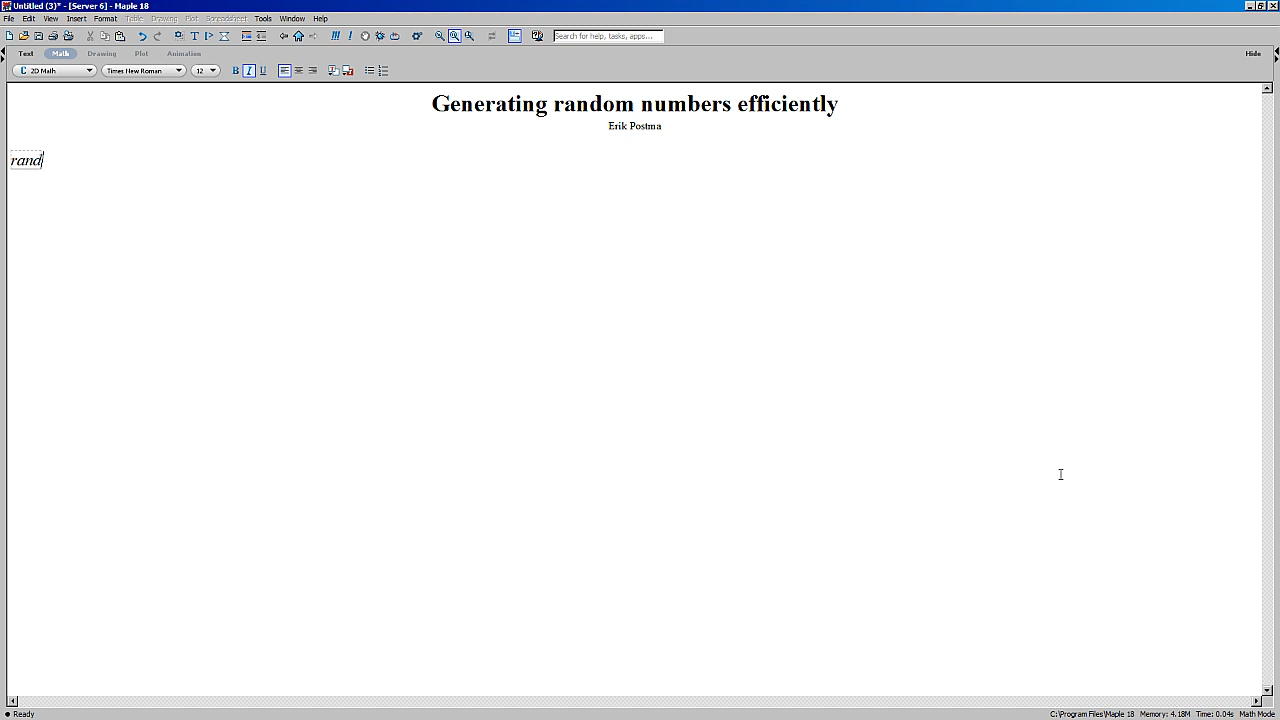 Untitled (3)* - [Server 6] - Maple 18
File Edit View Insert Format Table Drawing Plot Spreadsheet Tools Window Help
Search for help, tasks, apps...
Text Math Drawing Plot Animation Hide
C 2D Math Times New Roman 12 B I U
Generating random numbers efficiently
Erik Postma
rand
Ready C:\Program Files\Maple 18 Memory: 4.18M Time: 0.04s Math Mode